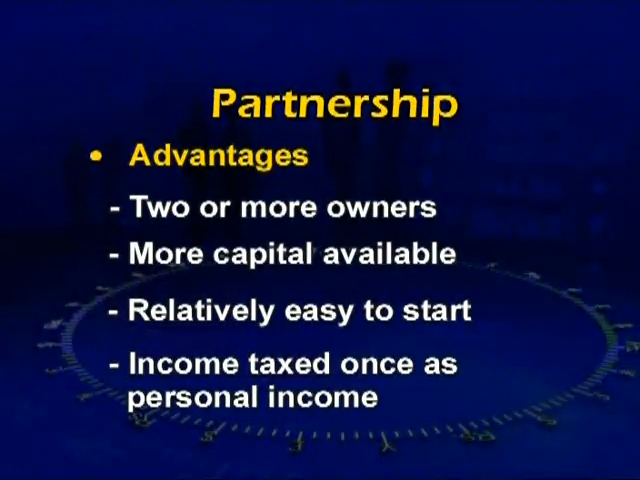 Partnership
• Advantages
- Two or more owners
- More capital available
- Relatively easy to start
- Income taxed once as
personal income